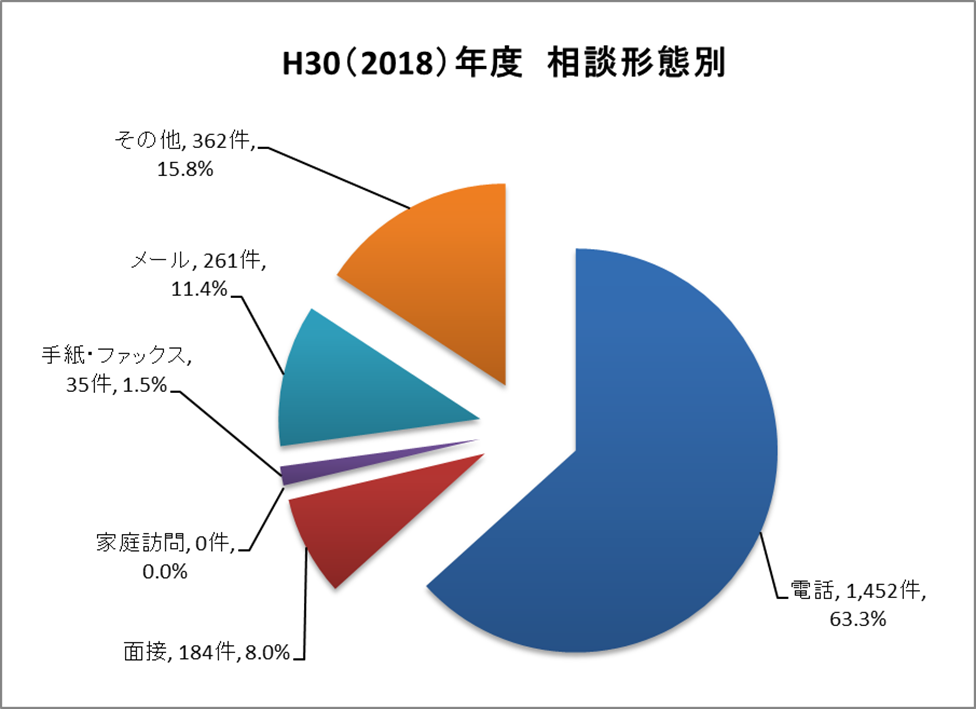 H30（2018）年度　相談形態別
その他, 362件,
15.8%
メール, 261件,
11.4%
手紙・ファックス,
35件, 1.5%
家庭訪問, 0件,
0.0%
面接, 184件, 8.0%
電話, 1,452件,
63.3%